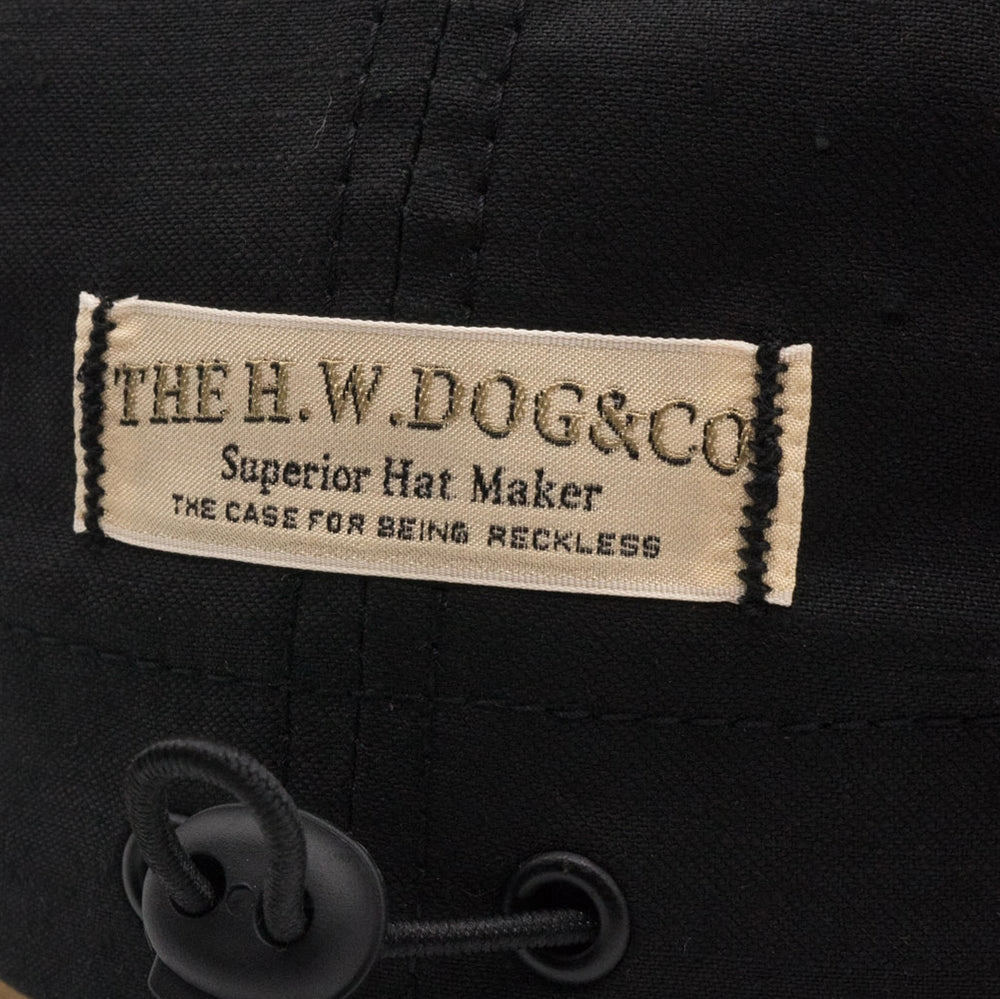 THE H.W.DOG&CO
Superior Hat Maker
THE CASE FOR BEING RECKLESS